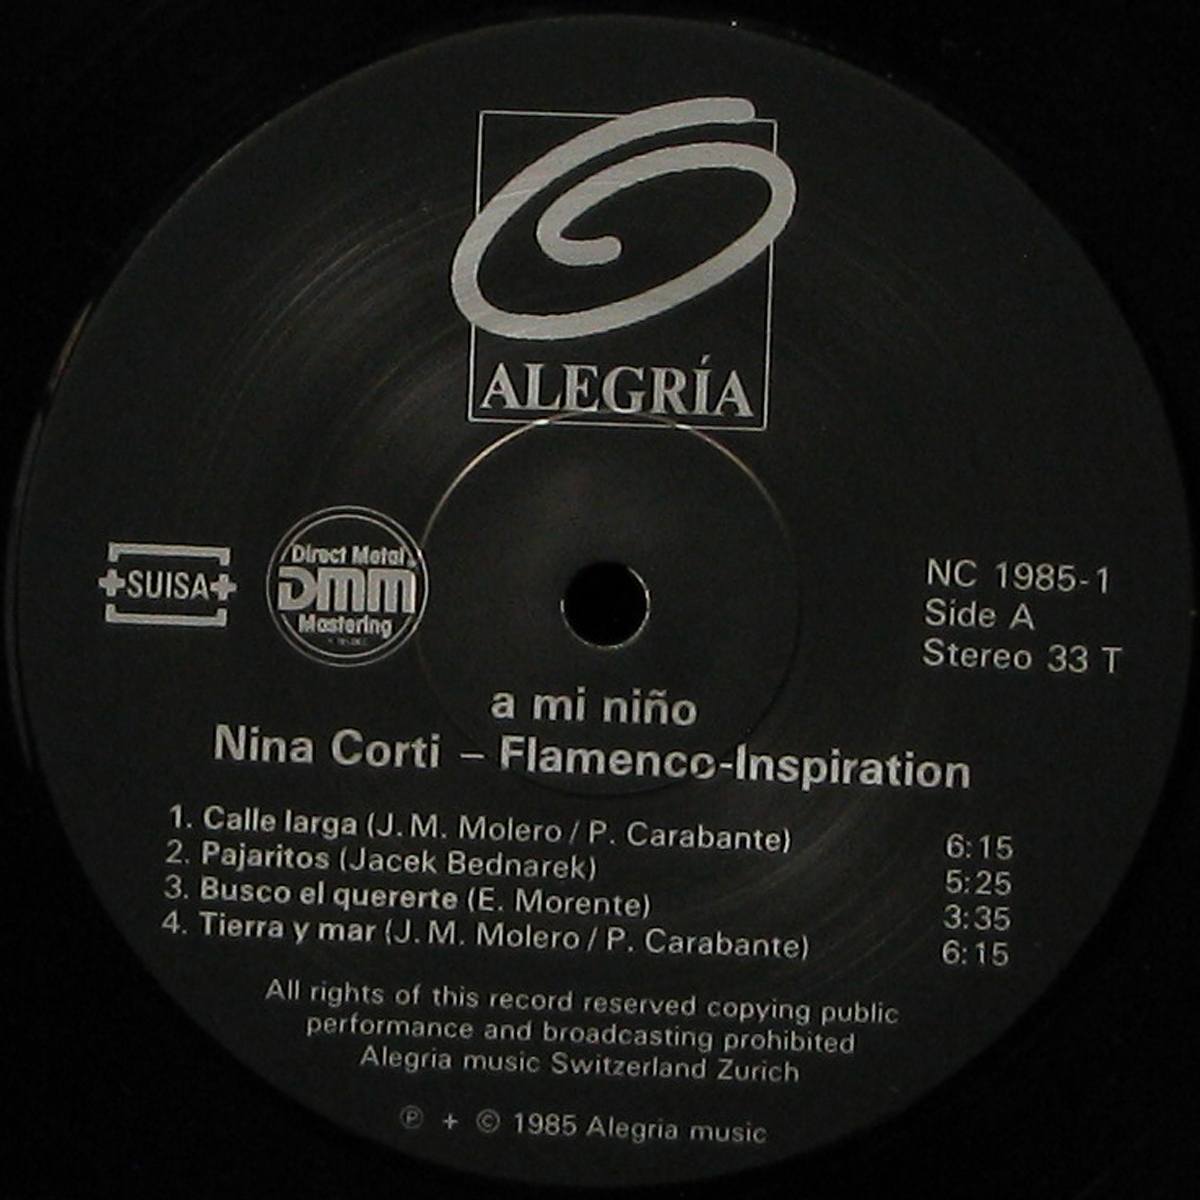 ALEGRÍA
+SUISA+
Direct Metal
DMM
Mastering
NC 1985-1
Side A
Stereo 33 T
a mi niño
Nina Corti – Flamenco-Inspiration
1. Calle larga (J. M. Molero / P. Carabante) 6:15
2. Pajaritos (Jacek Bednarek) 5:25
3. Busco el quererte (E. Morente) 3:35
4. Tierra y mar (J. M. Molero / P. Carabante) 6:15
All rights of this record reserved copying public
performance and broadcasting prohibited
Alegria music Switzerland Zurich
℗ + © 1985 Alegria music